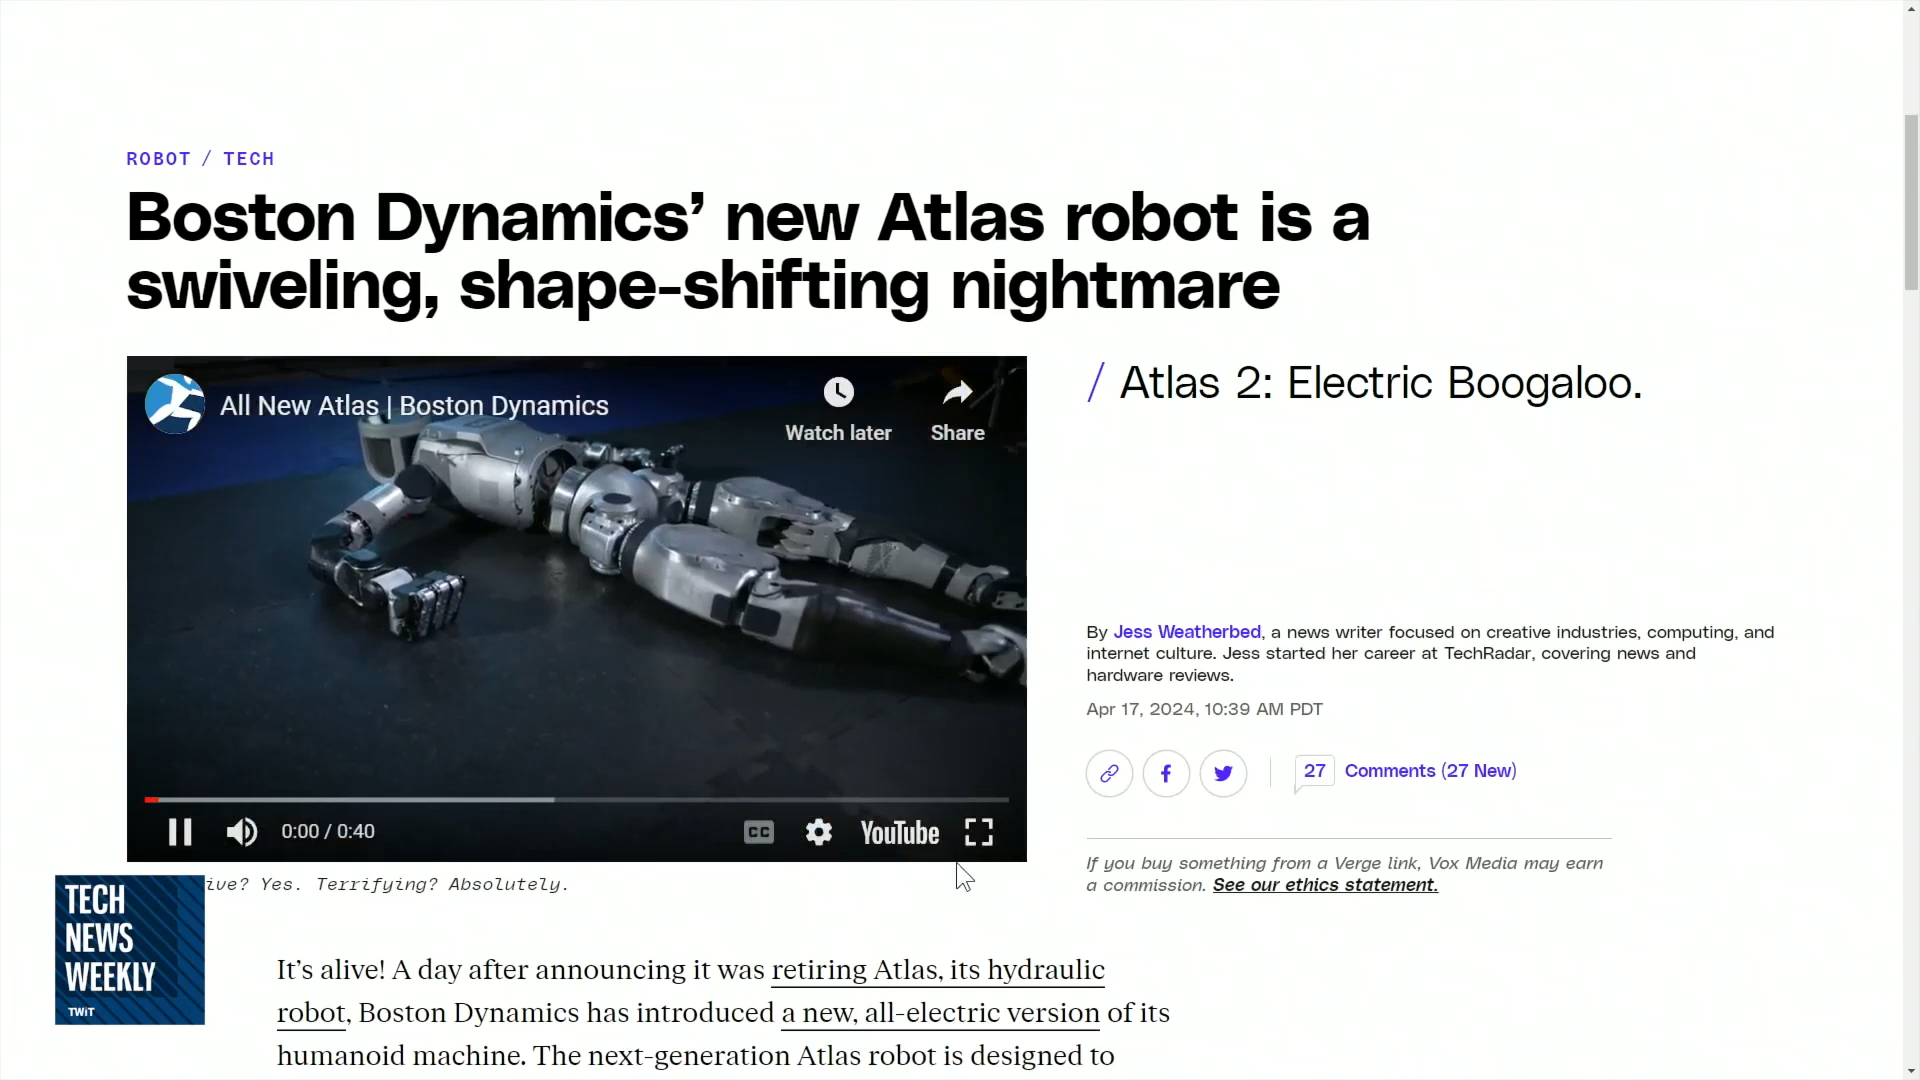 ROBOT / TECH
Boston Dynamics’ new Atlas robot is a
swiveling, shape-shifting nightmare
All New Atlas | Boston Dynamics
Watch later
Share
0:00 / 0:40
CC
YouTube
ive? Yes. Terrifying? Absolutely.
/ Atlas 2: Electric Boogaloo.
By Jess Weatherbed, a news writer focused on creative industries, computing, and
internet culture. Jess started her career at TechRadar, covering news and
hardware reviews.
Apr 17, 2024, 10:39 AM PDT
27 Comments (27 New)
If you buy something from a Verge link, Vox Media may earn
a commission. See our ethics statement.
TECH
NEWS
WEEKLY
TWiT
It’s alive! A day after announcing it was retiring Atlas, its hydraulic
robot, Boston Dynamics has introduced a new, all-electric version of its
humanoid machine. The next-generation Atlas robot is designed to